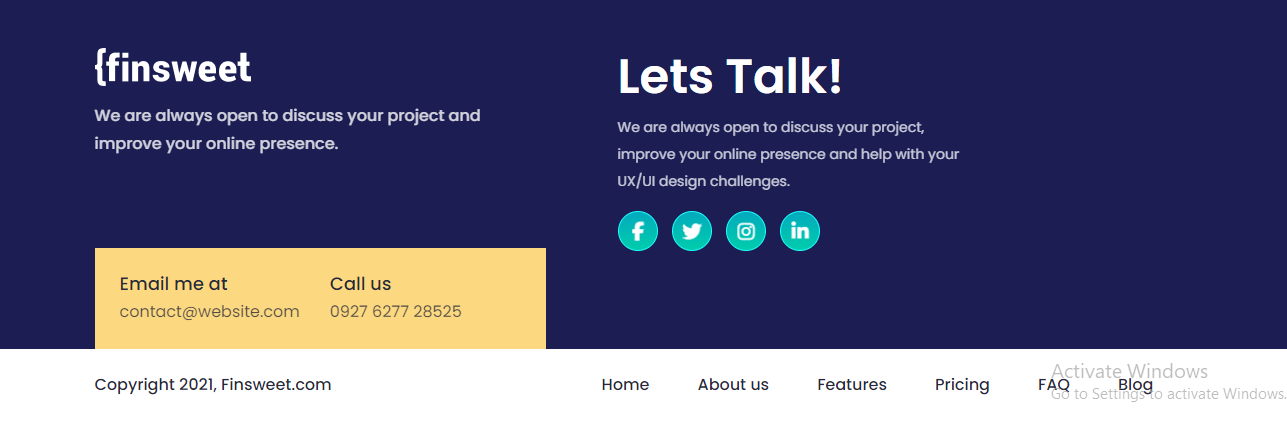 {finsweet
We are always open to discuss your project and
improve your online presence.
Lets Talk!
We are always open to discuss your project,
improve your online presence and help with your
UX/UI design challenges.
Email me at
contact@website.com
Call us
0927 6277 28525
Copyright 2021, Finsweet.com
Home
About us
Features
Pricing
FAQ
Blog
Activate Windows
Go to Settings to activate Windows.